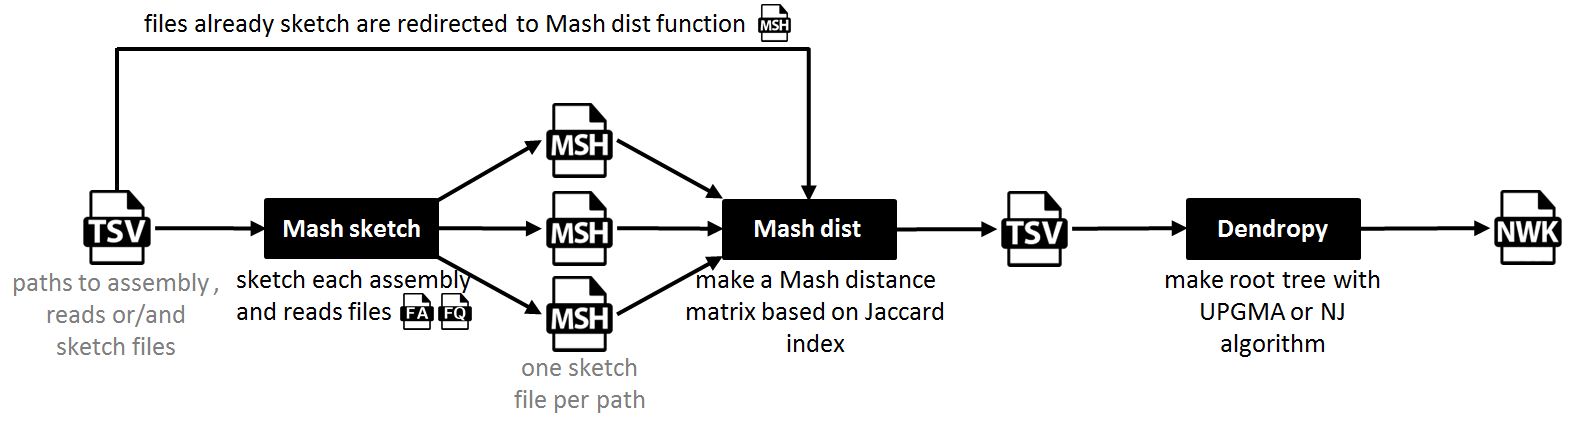 files already sketch are redirected to Mash dist function MSH
MSH
TSV
Mash sketch
MSH
Mash dist
TSV
Dendropy
NWK
paths to assembly ,
reads or/and
sketch files
sketch each assembly
and reads files FA FQ
MSH
one sketch
file per path
make a Mash distance
matrix based on Jaccard
index
make root tree with
UPGMA or NJ
algorithm